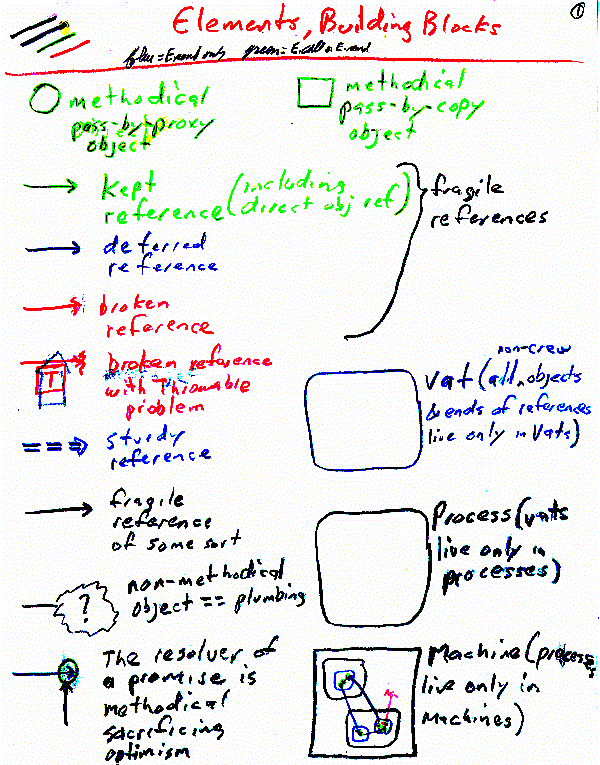 Elements, Building Blocks
①
blue = E-send only green = E-call or E-send
methodical
pass-by-proxy
object
methodical
pass-by-copy
object
kept
reference (including
direct obj ref)
fragile
references
deferred
reference
broken
reference
broken reference
with Throwable
problem
T
non-crew
Vat (all objects
& ends of references
live only in Vats)
sturdy
reference
fragile
reference
of some sort
Process (vats
live only in
processes)
?
non-methodical
object == plumbing
The resolver of
a promise is
methodical
sacrificing
optimism
Machine (process
live only in
Machines)